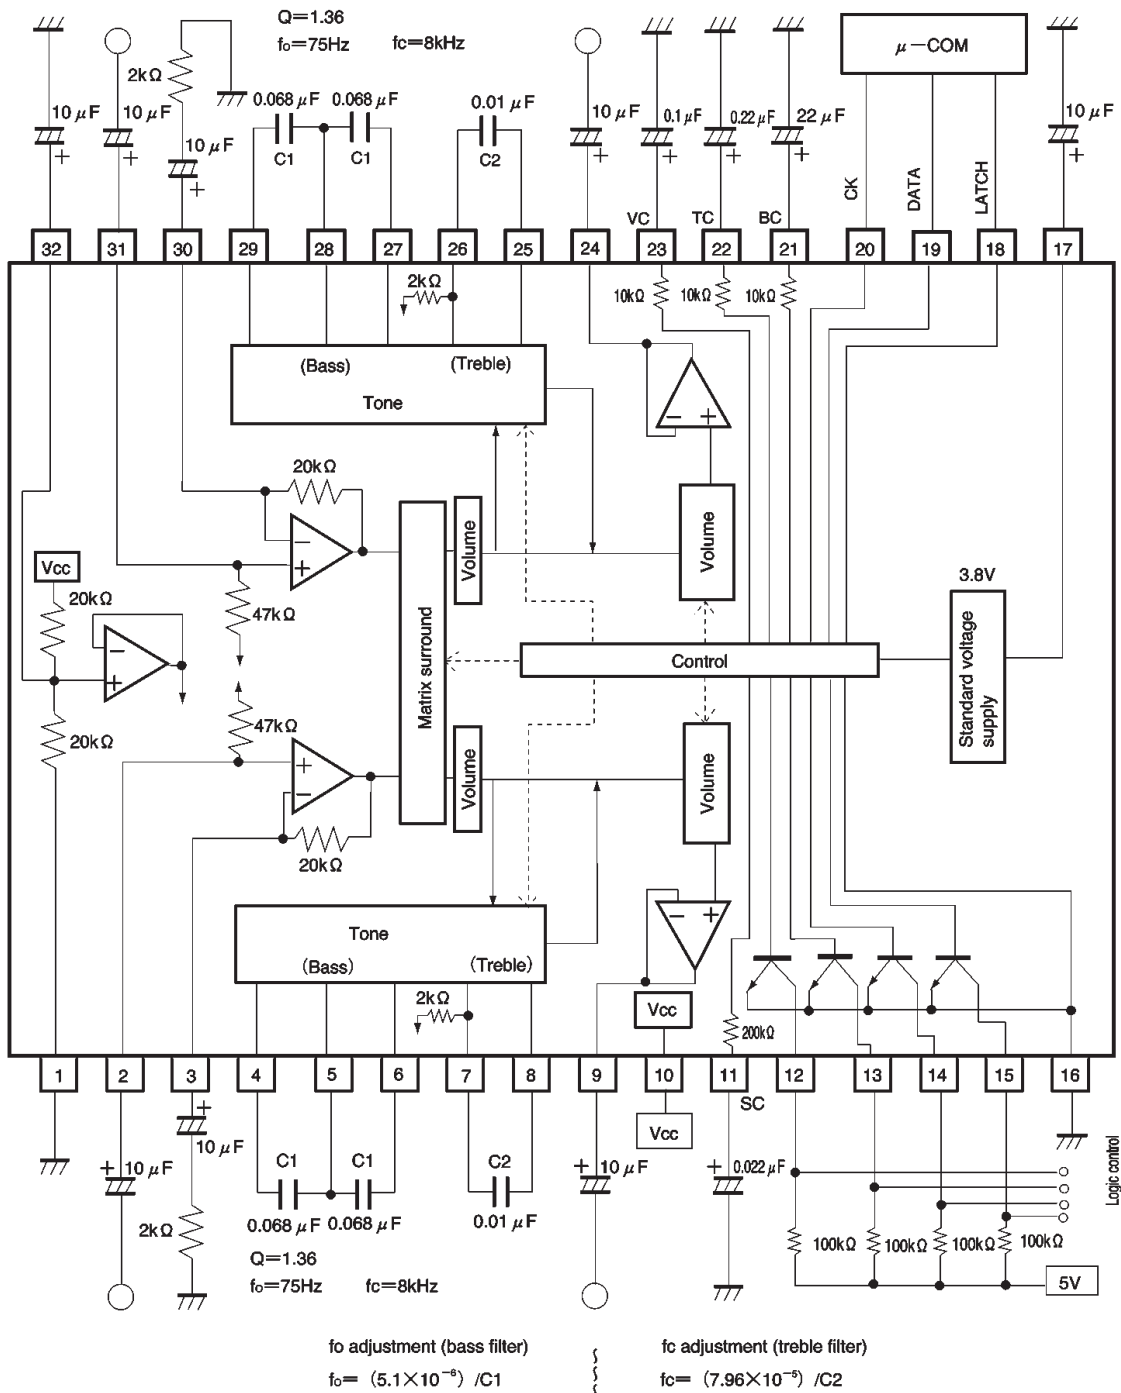 Q=1.36
fo=75Hz fc=8kHz
μ-COM
2kΩ
10μF 10μF 0.068μF 0.068μF 0.01μF 10μF 0.1μF 0.22μF 22μF 10μF
10μF C1 C1 C2
CK DATA LATCH
VC TC BC
32 31 30 29 28 27 26 25 24 23 22 21 20 19 18 17
2kΩ 10kΩ 10kΩ 10kΩ
(Bass) (Treble)
Tone
− +
20kΩ
−
+
Volume
Volume
Vcc
20kΩ
47kΩ
3.8V
−
+
Matrix surround
Control
Standard voltage
supply
20kΩ
47kΩ
+
−
Volume
Volume
20kΩ
Tone
(Bass) (Treble)
− +
2kΩ
Vcc
200kΩ
1 2 3 4 5 6 7 8 9 10 11 12 13 14 15 16
SC
Vcc
+
10μF
+ 10μF C1 C1 C2 + 10μF + 0.022μF
Logic control
0.068μF 0.068μF 0.01μF
2kΩ
100kΩ 100kΩ 100kΩ 100kΩ
Q=1.36
fo=75Hz fc=8kHz
5V
fo adjustment (bass filter) fc adjustment (treble filter)
fo= (5.1×10⁻⁶) /C1 fc= (7.96×10⁻⁵) /C2